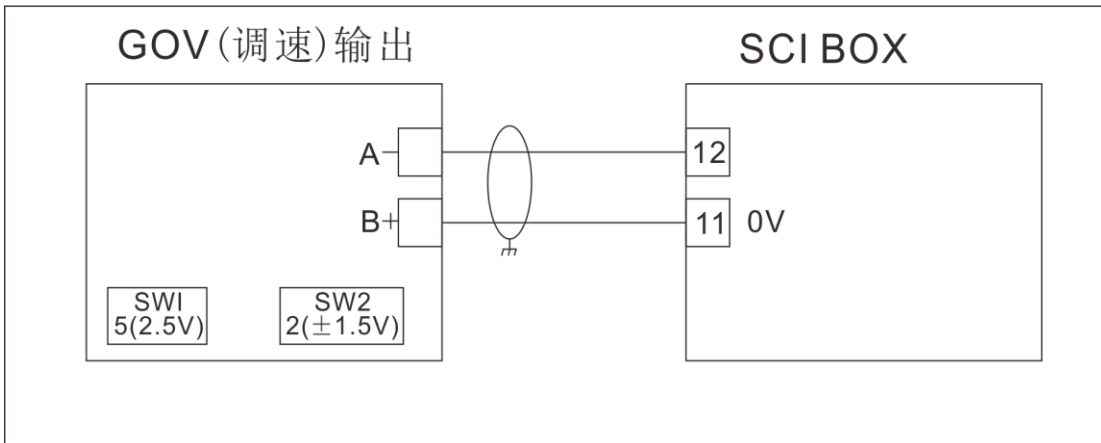 GOV(调速)输出
SCI BOX
A-
12
B+
11 0V
SWI
5(2.5V)
SW2
2(±1.5V)